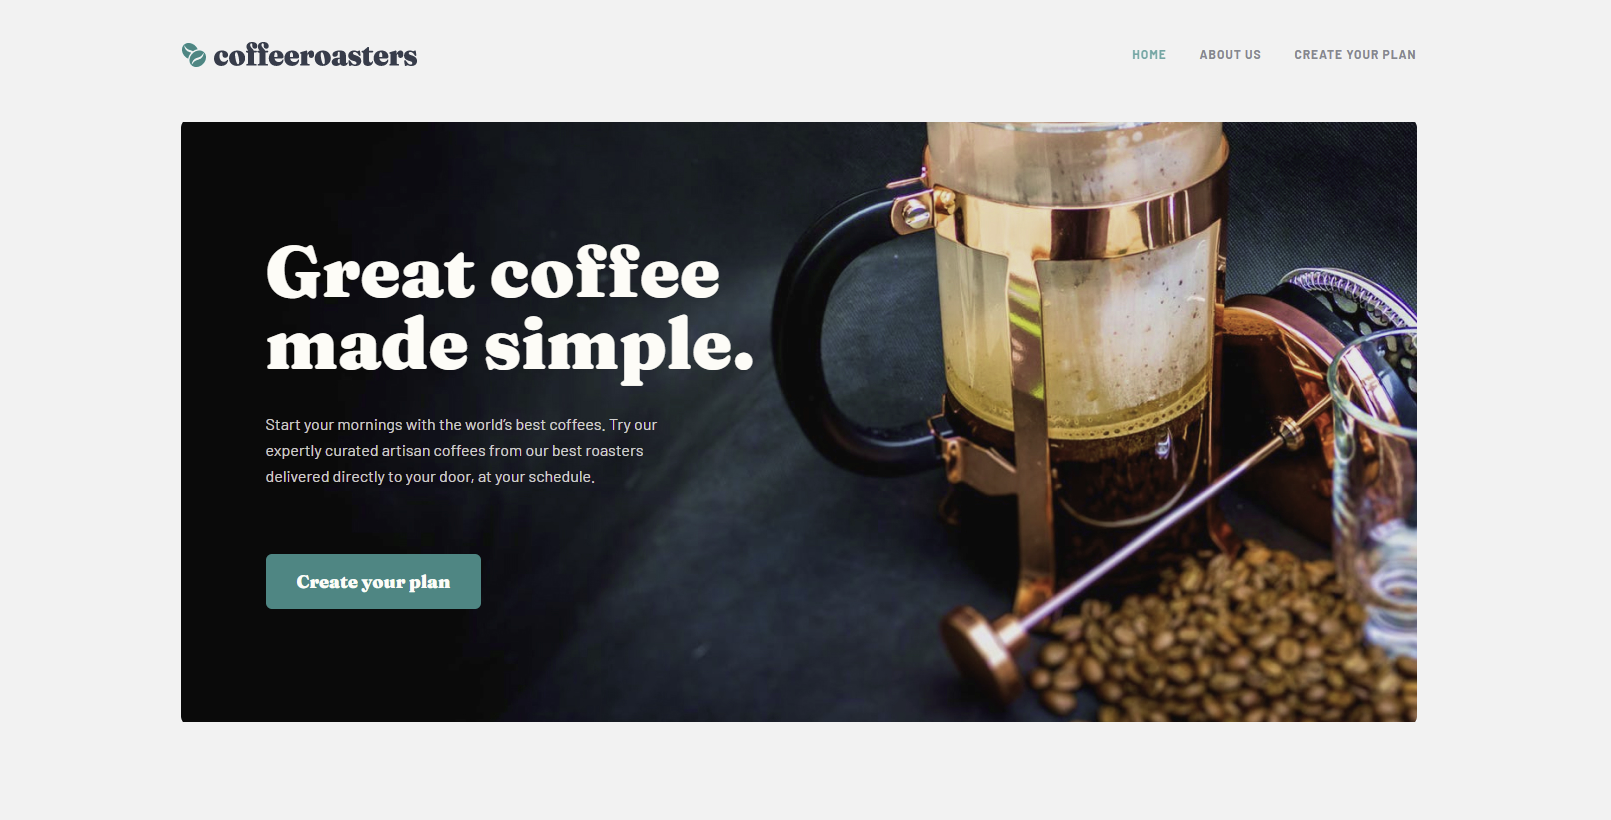 coffeeroasters
HOME
ABOUT US
CREATE YOUR PLAN
Great coffee
made simple.
Start your mornings with the world’s best coffees. Try our
expertly curated artisan coffees from our best roasters
delivered directly to your door, at your schedule.
Create your plan